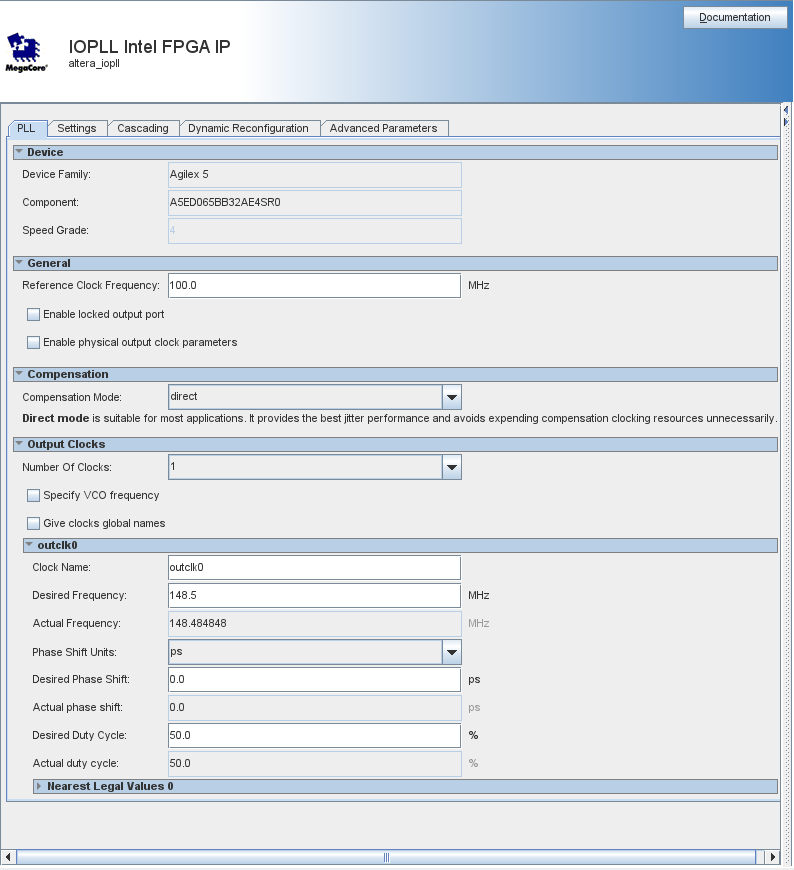 Documentation
IOPLL Intel FPGA IP
altera_iopll
MegaCore®
PLL Settings Cascading Dynamic Reconfiguration Advanced Parameters
Device
Device Family: Agilex 5
Component: A5ED065BB32AE4SR0
Speed Grade: 4
General
Reference Clock Frequency: 100.0 MHz
Enable locked output port
Enable physical output clock parameters
Compensation
Compensation Mode: direct
Direct mode is suitable for most applications. It provides the best jitter performance and avoids expending compensation clocking resources unnecessarily.
Output Clocks
Number Of Clocks: 1
Specify VCO frequency
Give clocks global names
outclk0
Clock Name: outclk0
Desired Frequency: 148.5 MHz
Actual Frequency: 148.484848 MHz
Phase Shift Units: ps
Desired Phase Shift: 0.0 ps
Actual phase shift: 0.0 ps
Desired Duty Cycle: 50.0 %
Actual duty cycle: 50.0 %
Nearest Legal Values 0